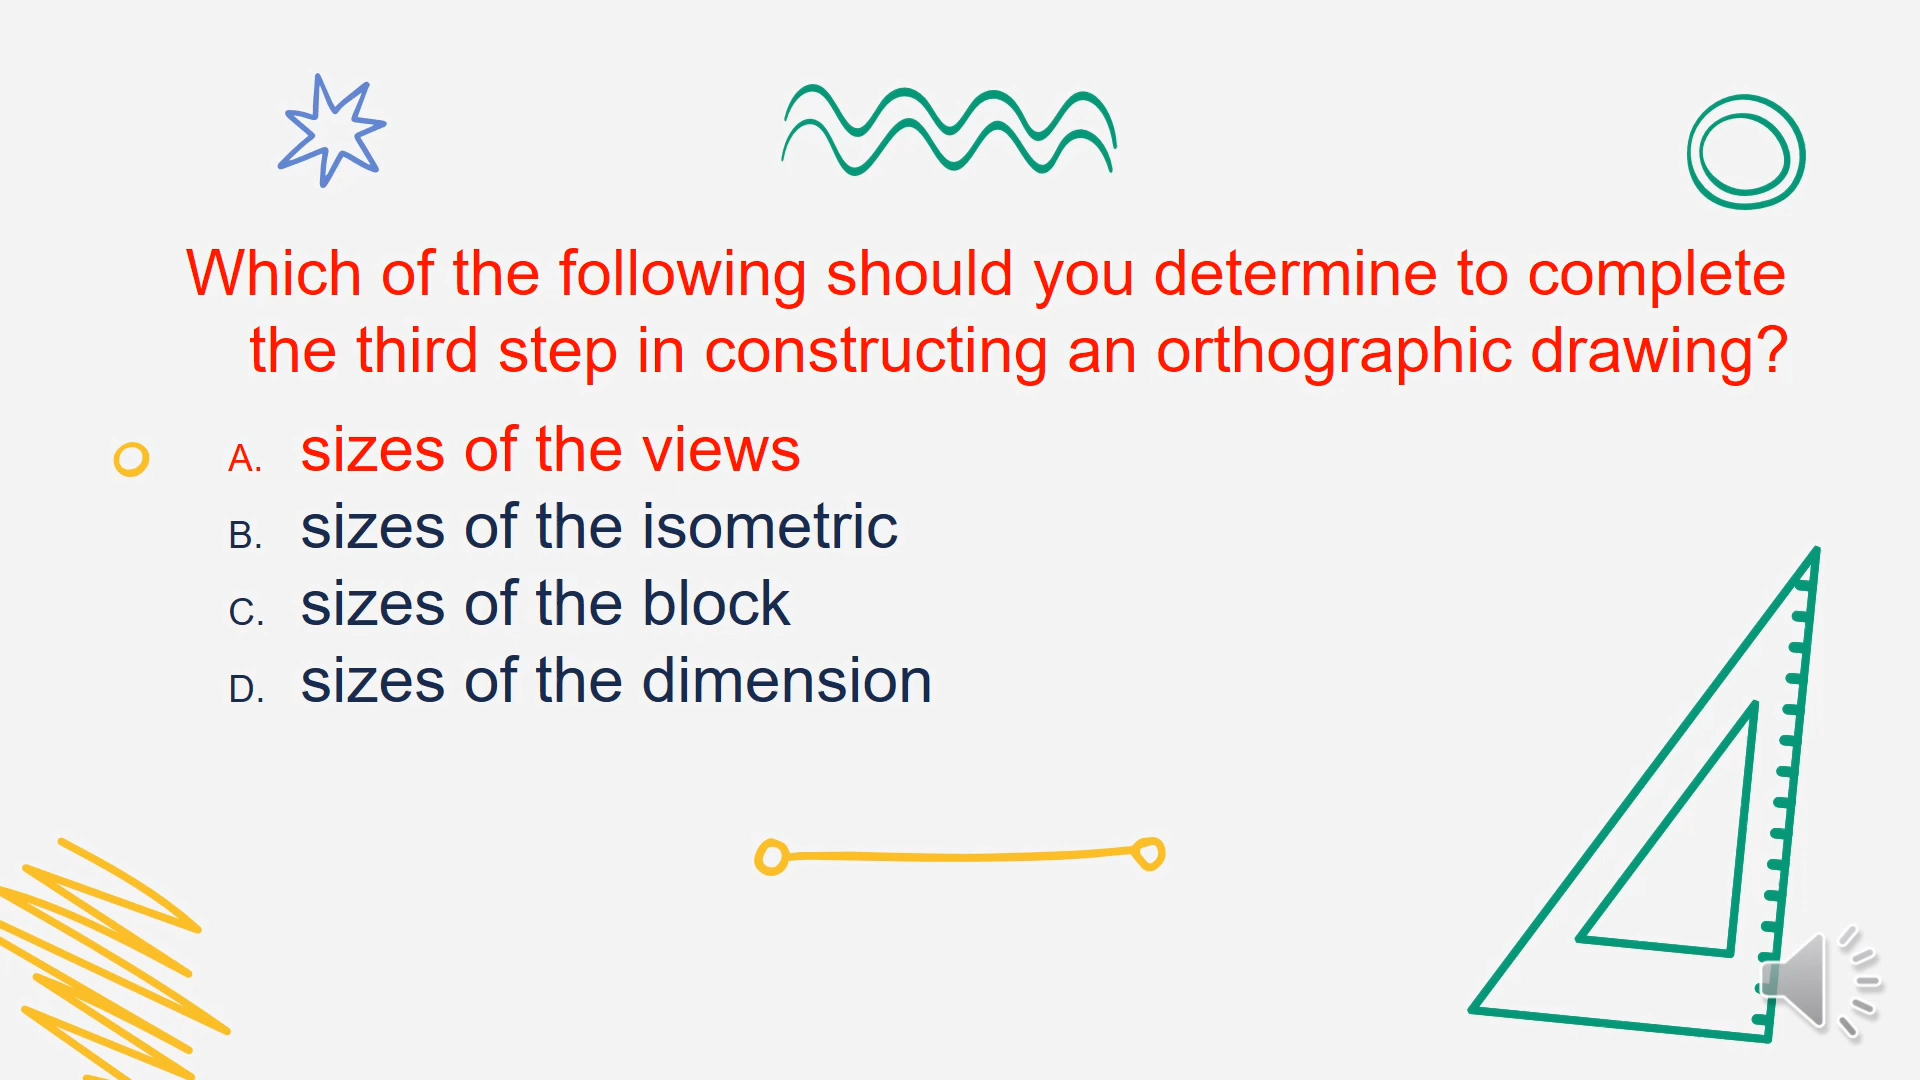 Which of the following should you determine to complete
the third step in constructing an orthographic drawing?
A. sizes of the views
B. sizes of the isometric
C. sizes of the block
D. sizes of the dimension